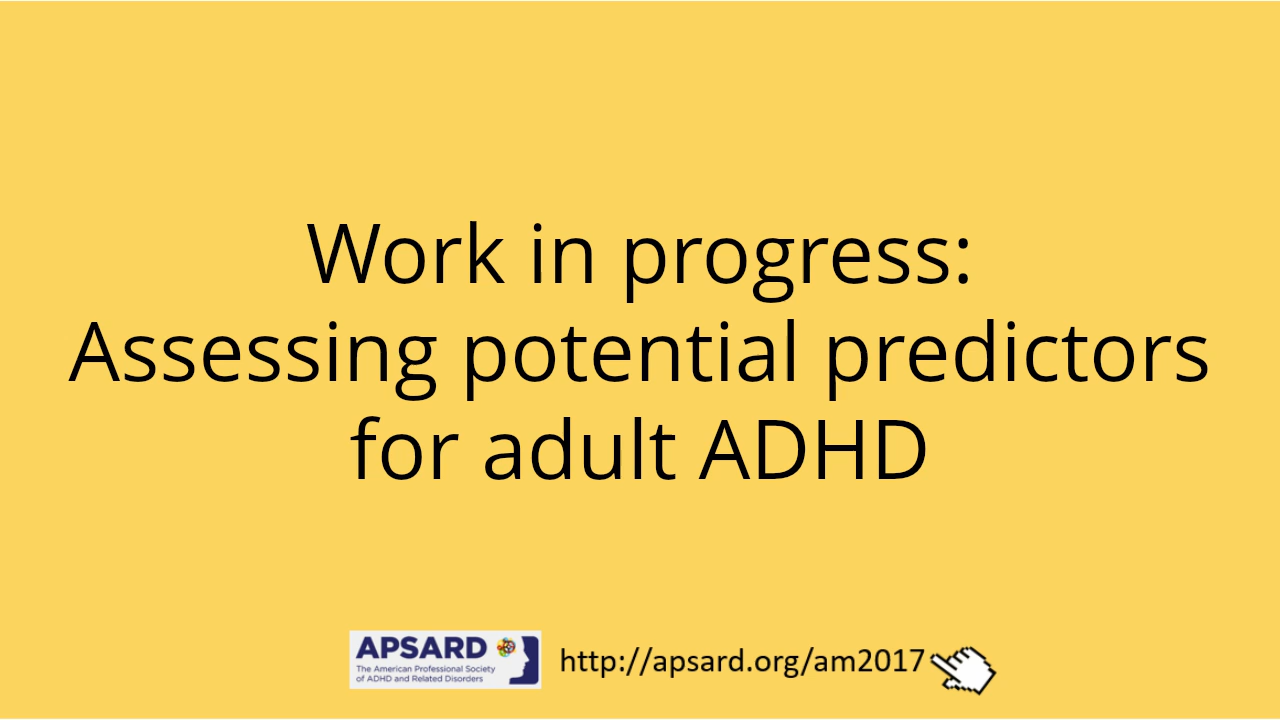 Work in progress:
Assessing potential predictors
for adult ADHD
APSARD
The American Professional Society
of ADHD and Related Disorders
http://apsard.org/am2017